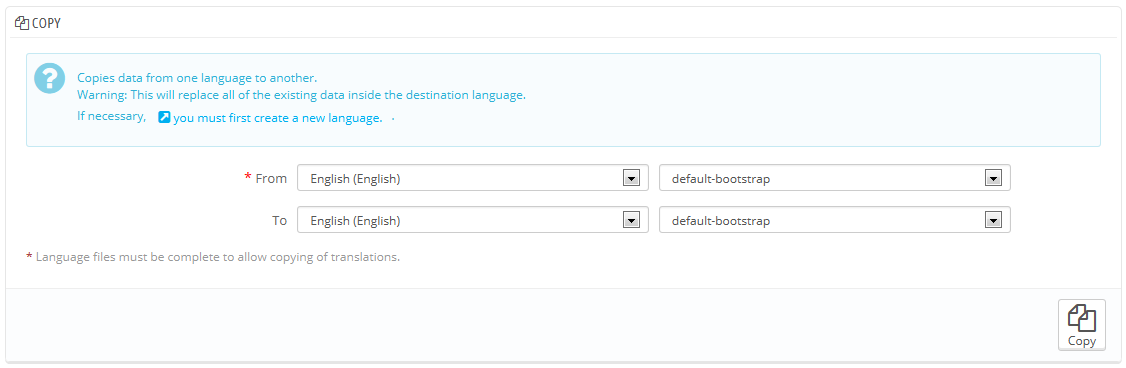 COPY
Copies data from one language to another.
Warning: This will replace all of the existing data inside the destination language.
If necessary, you must first create a new language. .
* From English (English) default-bootstrap
To English (English) default-bootstrap
* Language files must be complete to allow copying of translations.
Copy